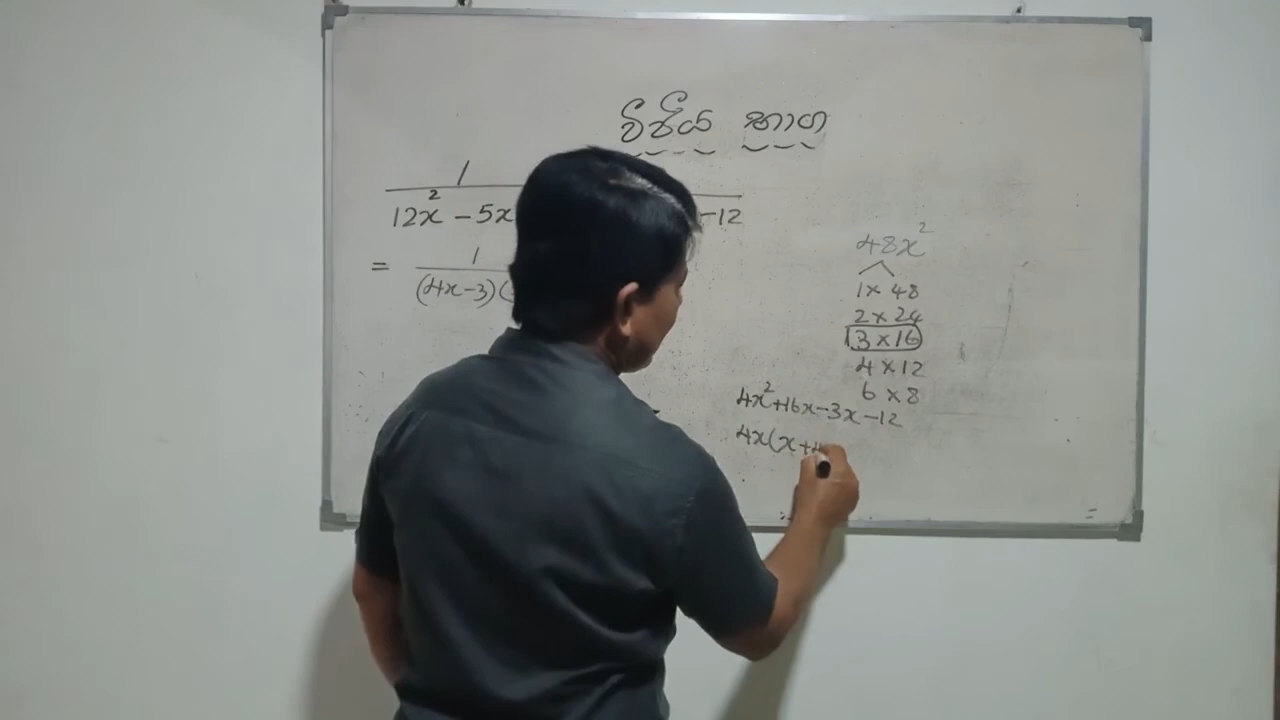 වීජීය භාග
1
12x² – 5x –12
= 1
(4x–3)(
48x²
1 × 48
2 × 24
3 × 16
4 × 12
6 × 8
4x²+16x–3x–12
4x(x+4